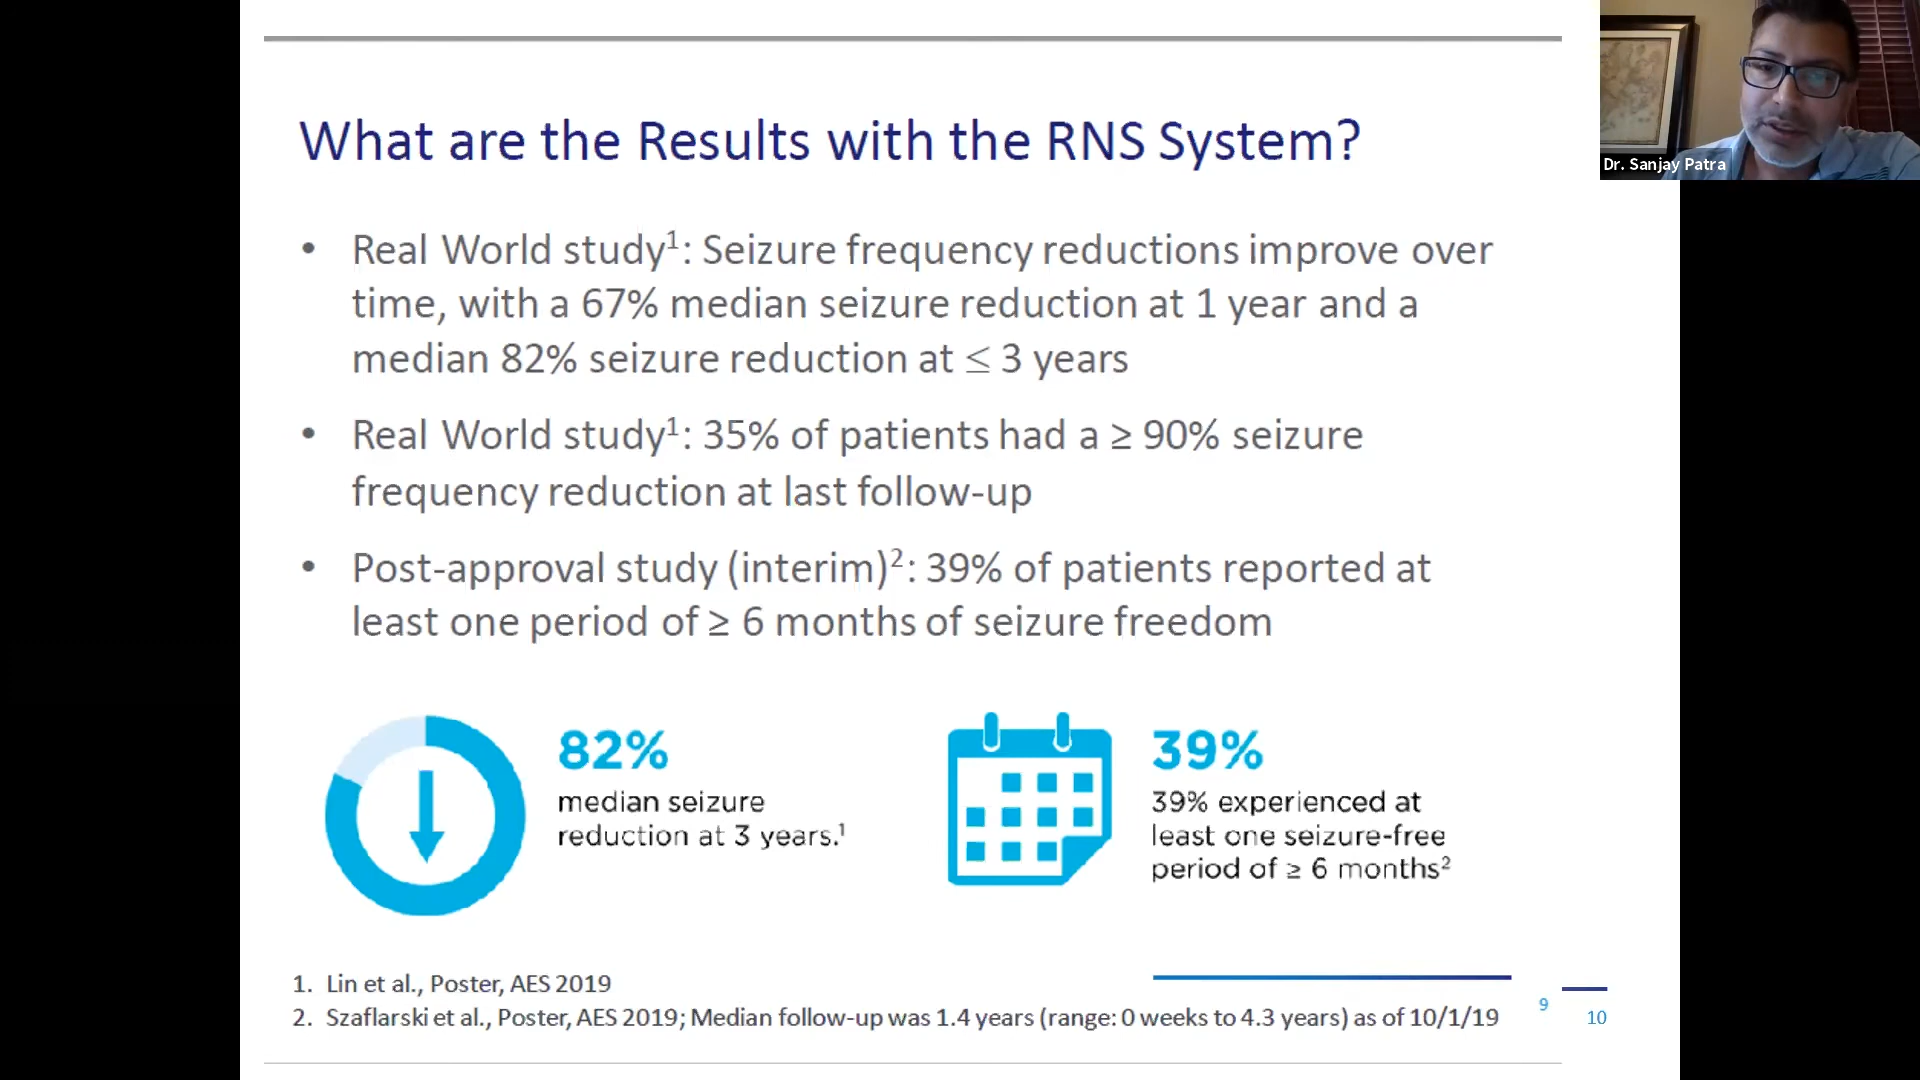 What are the Results with the RNS System?
Dr. Sanjay Patra
• Real World study¹: Seizure frequency reductions improve over
time, with a 67% median seizure reduction at 1 year and a
median 82% seizure reduction at ≤ 3 years
• Real World study¹: 35% of patients had a ≥ 90% seizure
frequency reduction at last follow-up
• Post-approval study (interim)²: 39% of patients reported at
least one period of ≥ 6 months of seizure freedom
82%
median seizure
reduction at 3 years.¹
39%
39% experienced at
least one seizure-free
period of ≥ 6 months²
1. Lin et al., Poster, AES 2019
2. Szaflarski et al., Poster, AES 2019; Median follow-up was 1.4 years (range: 0 weeks to 4.3 years) as of 10/1/19
9
10